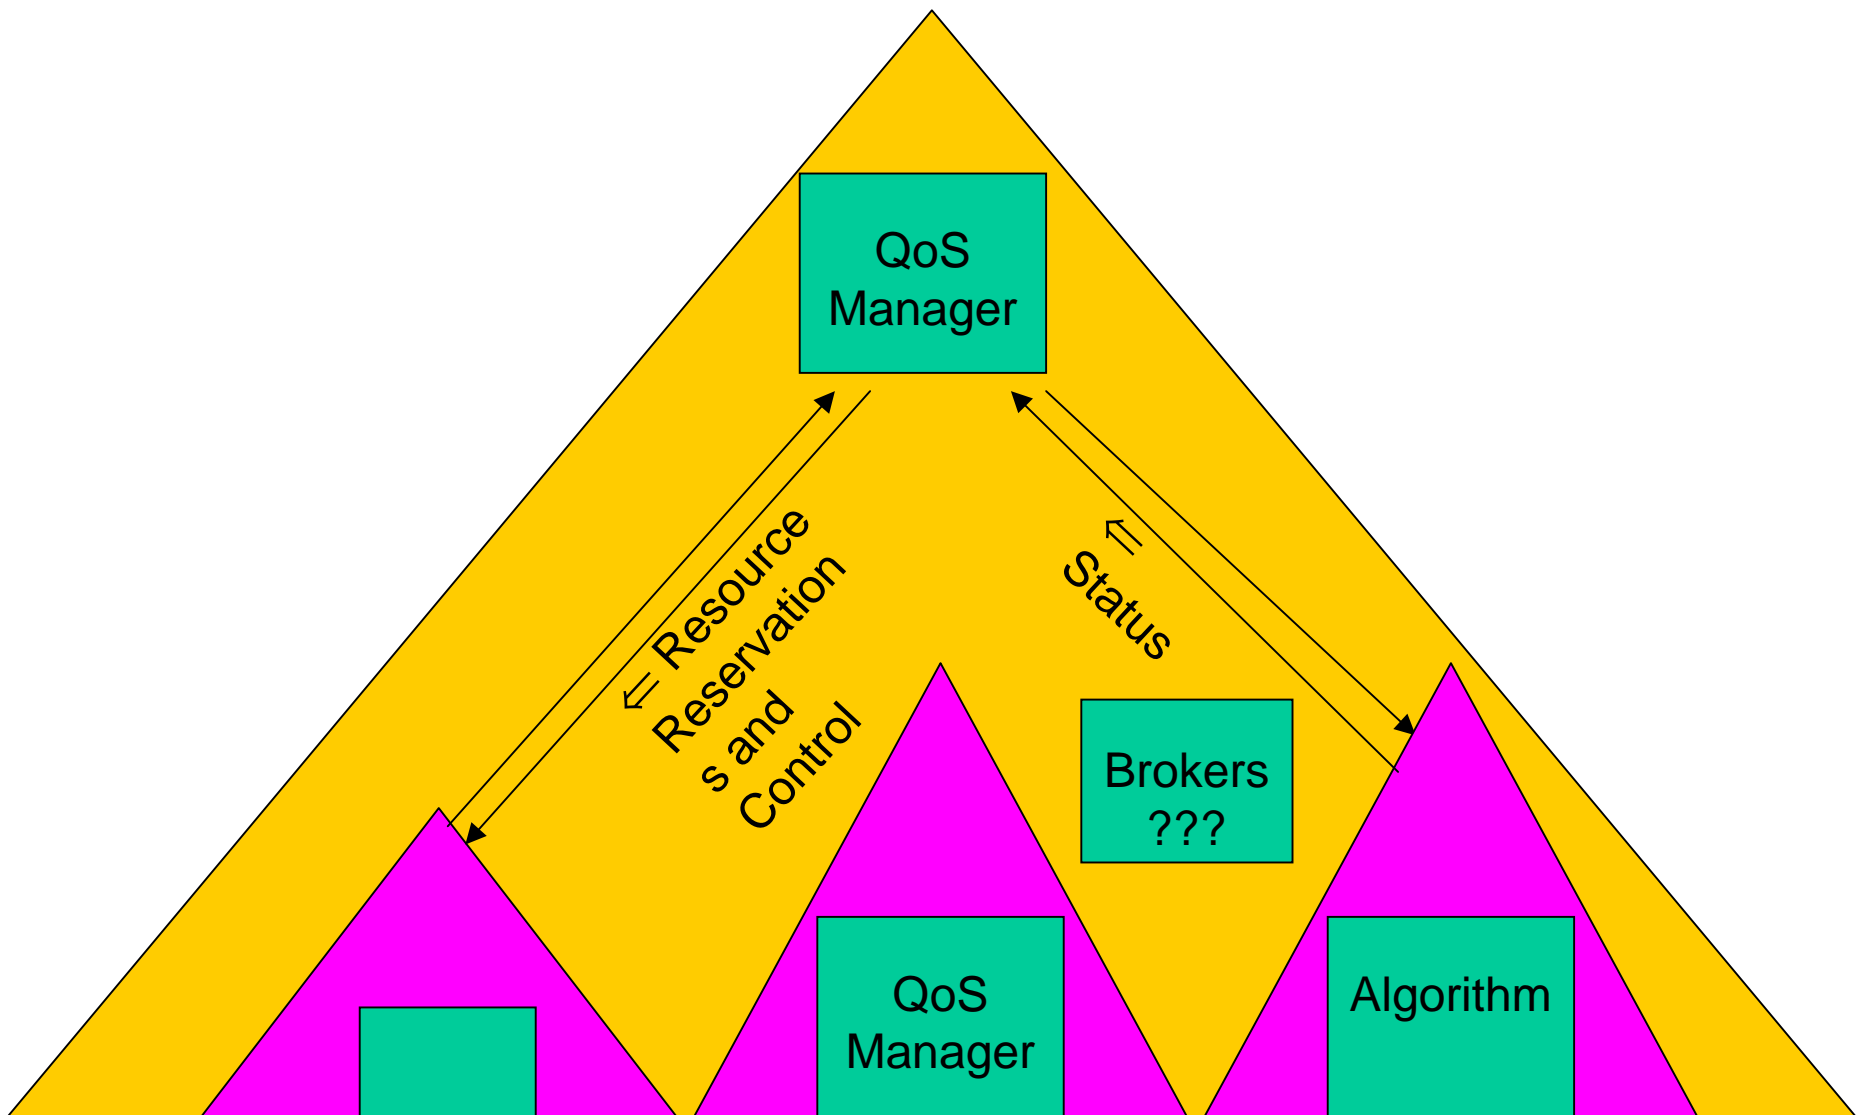 QoS
Manager
⇐ Resource
Reservation
s and
Control
⇐
Status
Brokers
???
QoS
Manager
Algorithm